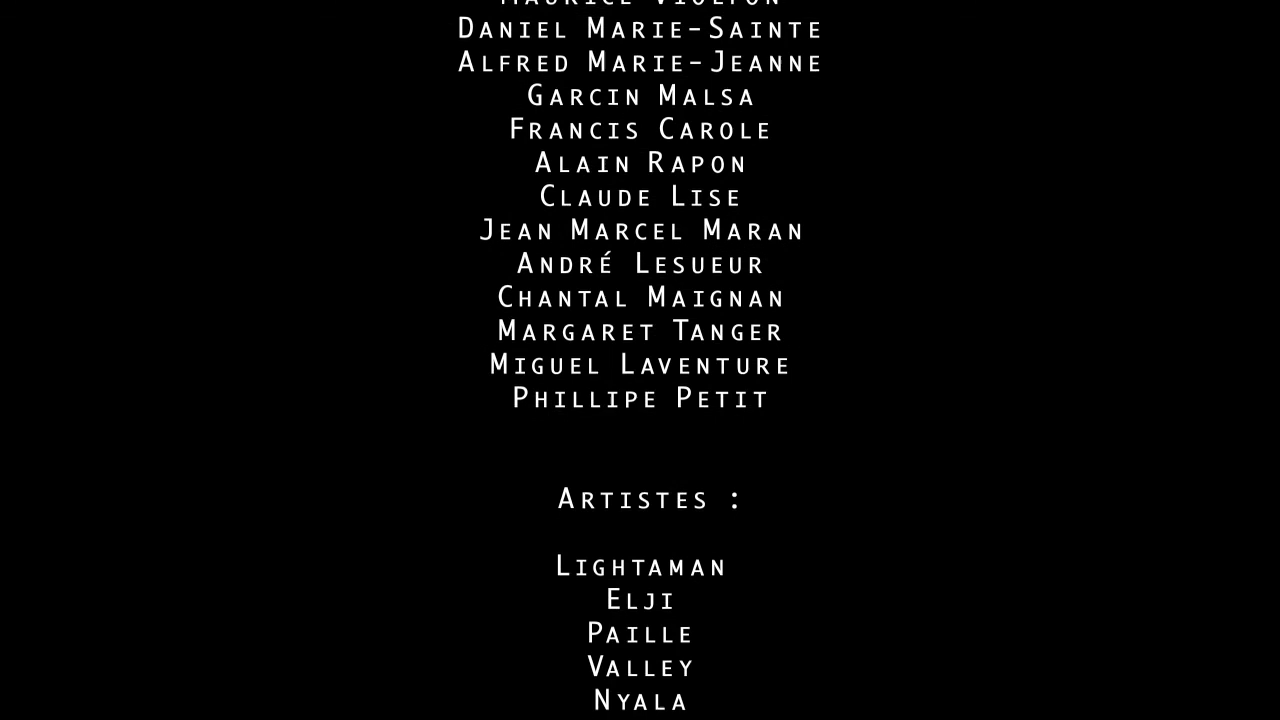 Daniel Marie-Sainte
Alfred Marie-Jeanne
Garcin Malsa
Francis Carole
Alain Rapon
Claude Lise
Jean Marcel Maran
André Lesueur
Chantal Maignan
Margaret Tanger
Miguel Laventure
Phillipe Petit
Artistes :
Lightaman
Elji
Paille
Valley
Nyala